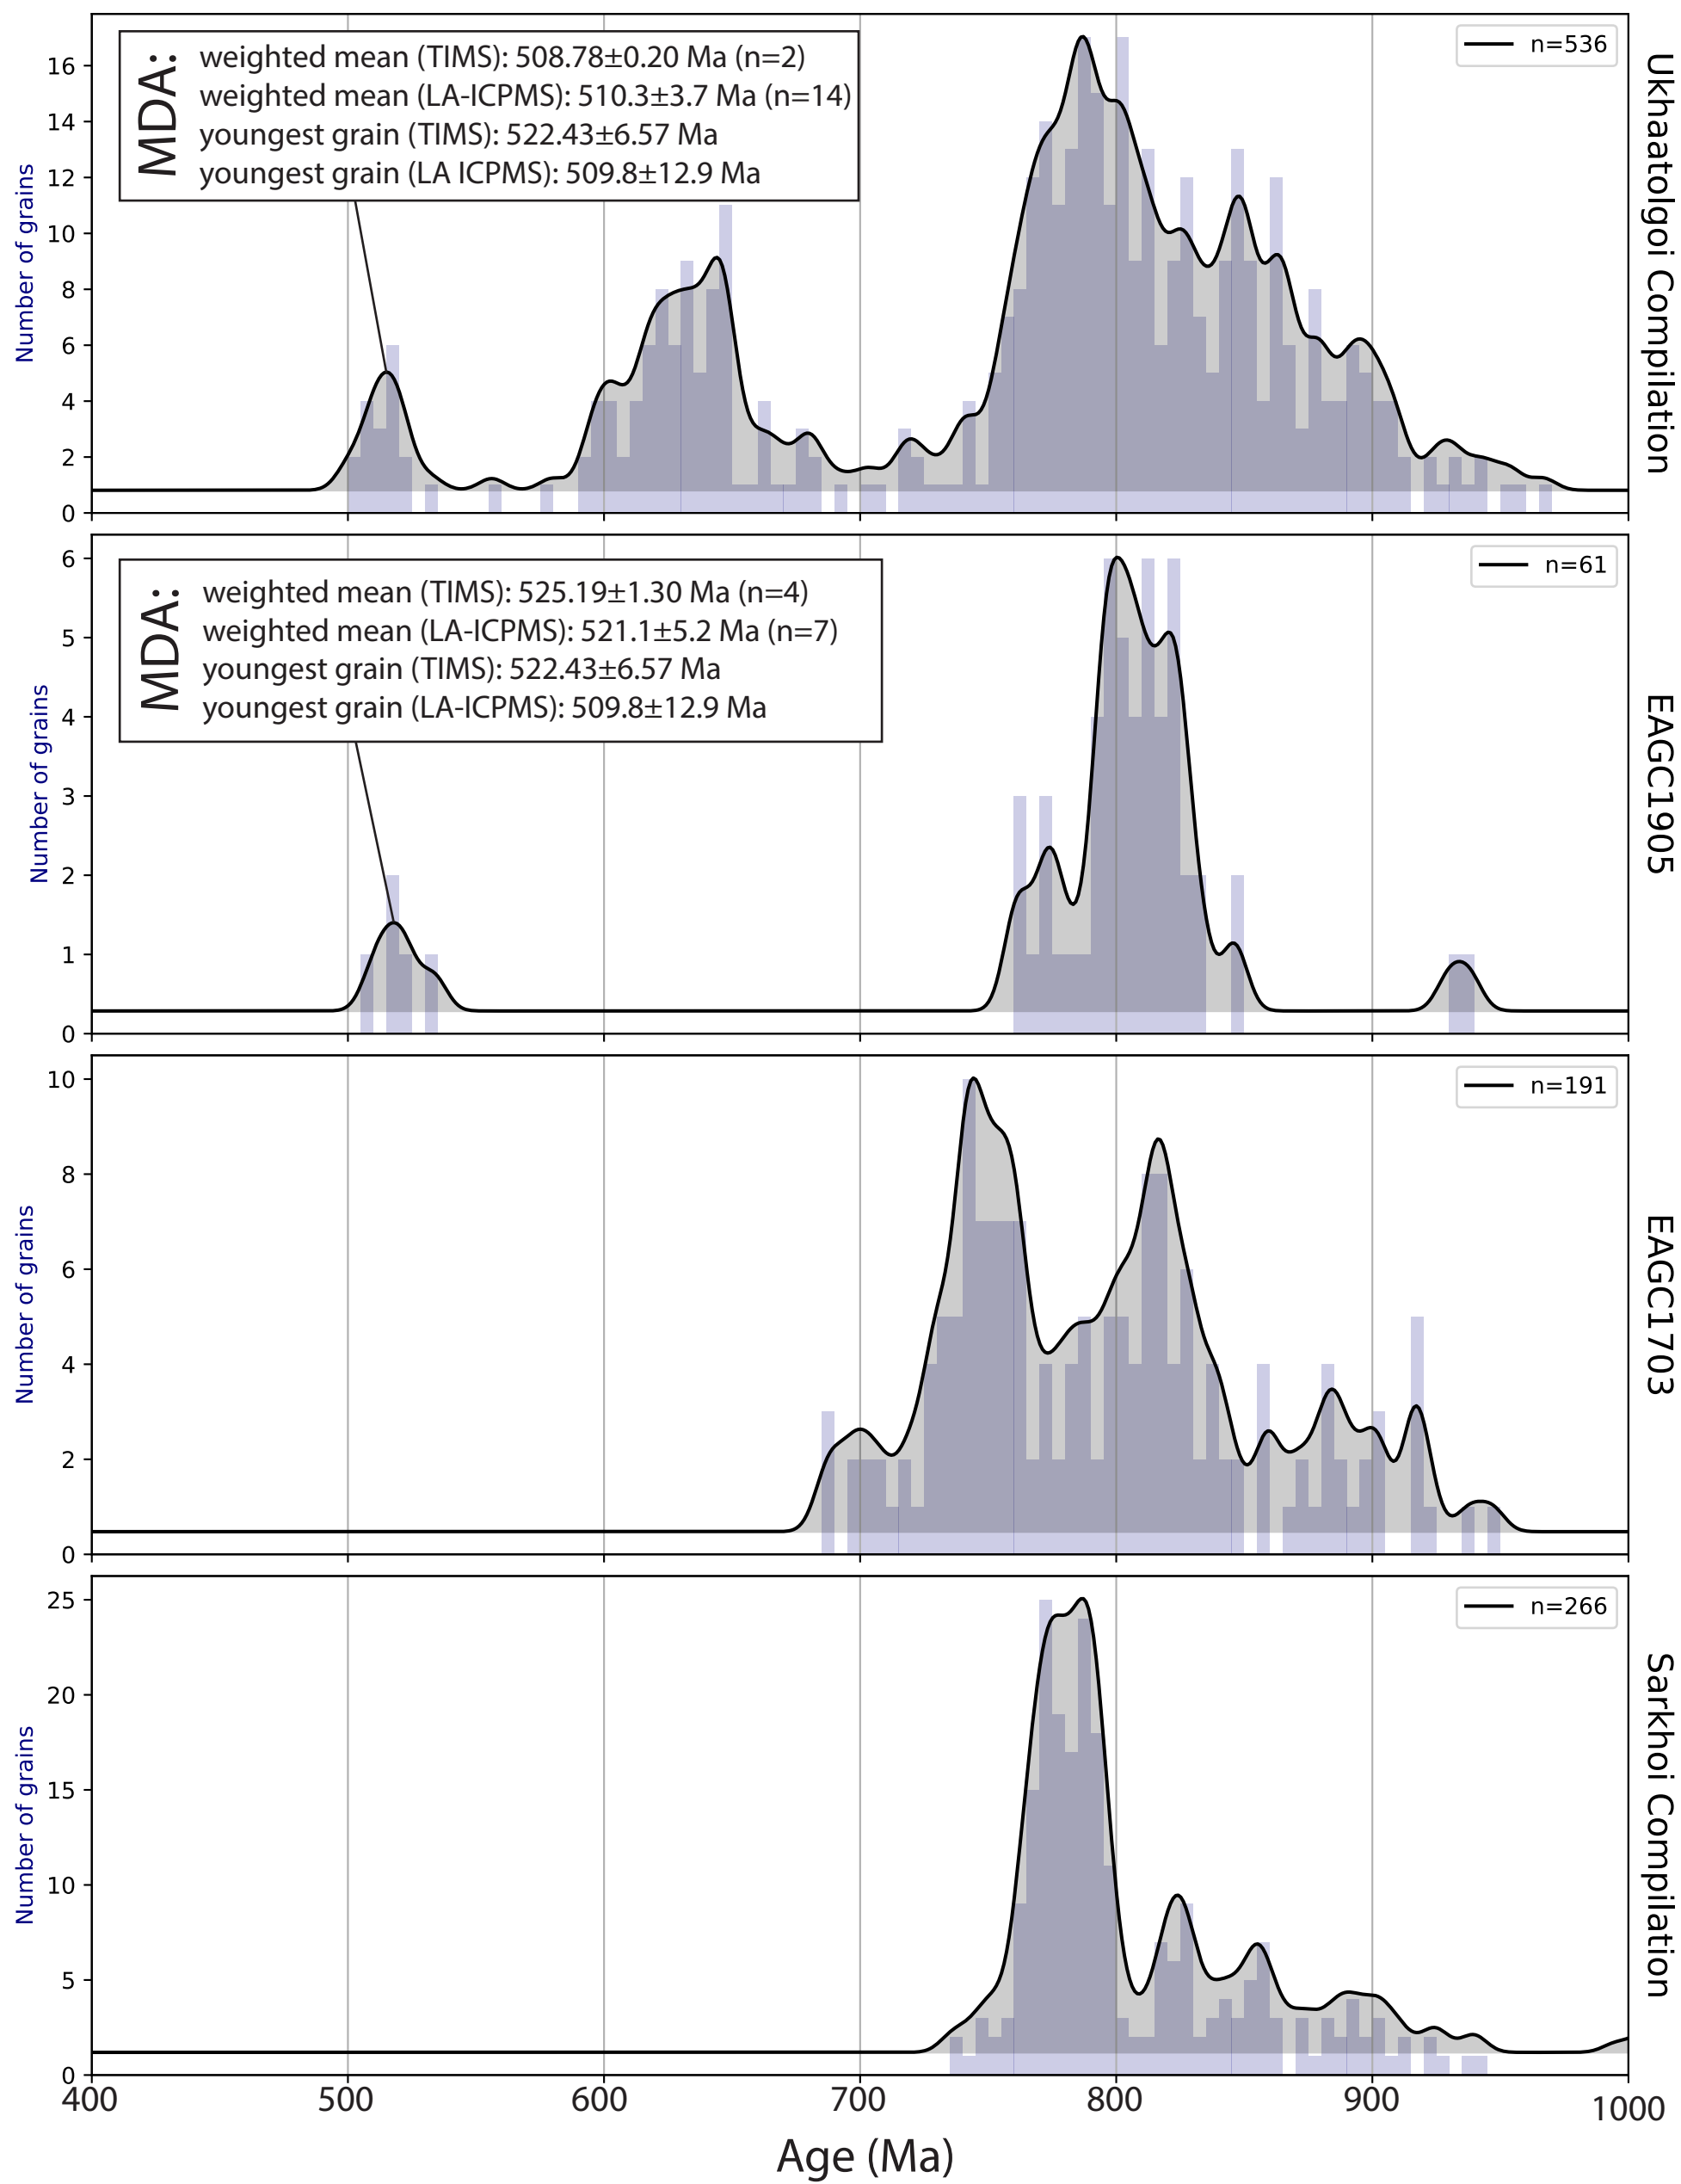 MDA:
weighted mean (TIMS): 508.78±0.20 Ma (n=2)
weighted mean (LA-ICPMS): 510.3±3.7 Ma (n=14)
youngest grain (TIMS): 522.43±6.57 Ma
youngest grain (LA ICPMS): 509.8±12.9 Ma
n=536
Number of grains
16
14
12
10
8
6
4
2
0
Ukhaatolgoi Compilation
MDA:
weighted mean (TIMS): 525.19±1.30 Ma (n=4)
weighted mean (LA-ICPMS): 521.1±5.2 Ma (n=7)
youngest grain (TIMS): 522.43±6.57 Ma
youngest grain (LA-ICPMS): 509.8±12.9 Ma
n=61
Number of grains
6
5
4
3
2
1
0
EAGC1905
n=191
Number of grains
10
8
6
4
2
0
EAGC1703
n=266
Number of grains
25
20
15
10
5
0
Sarkhoi Compilation
400 500 600 700 800 900 1000
Age (Ma)